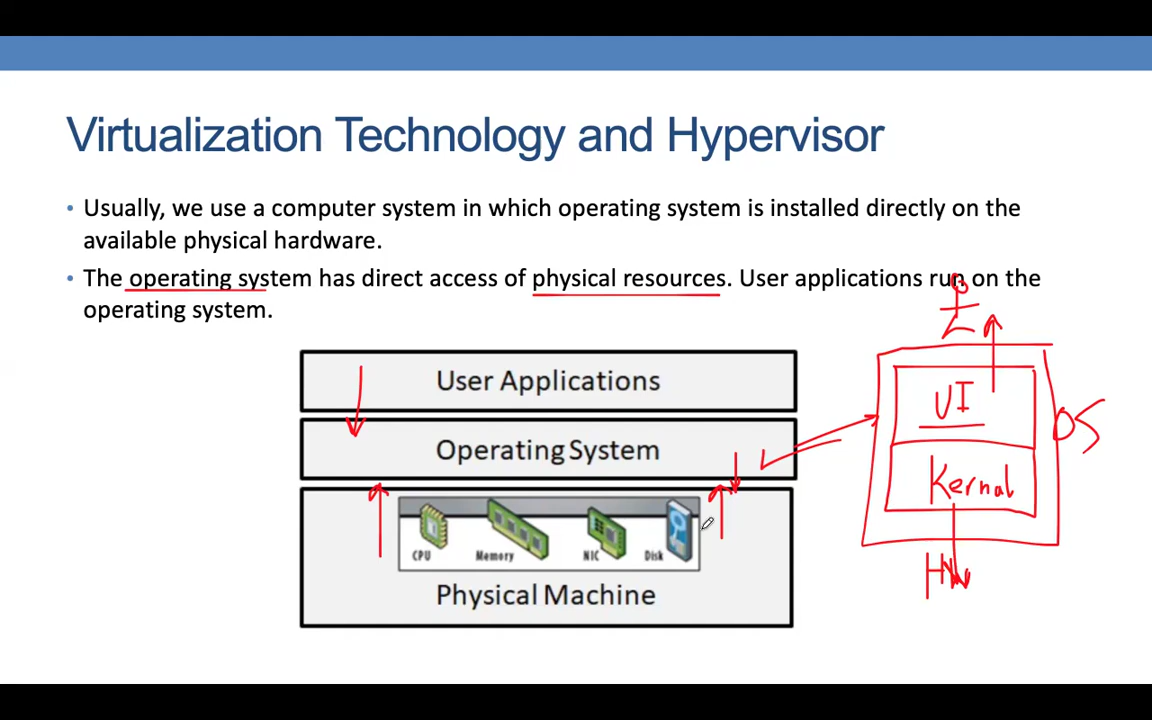 Virtualization Technology and Hypervisor
• Usually, we use a computer system in which operating system is installed directly on the
available physical hardware.
• The operating system has direct access of physical resources. User applications run on the
operating system.
User Applications
Operating System
CPU Memory NIC Disk
Physical Machine
UI
OS
Kernal
HW